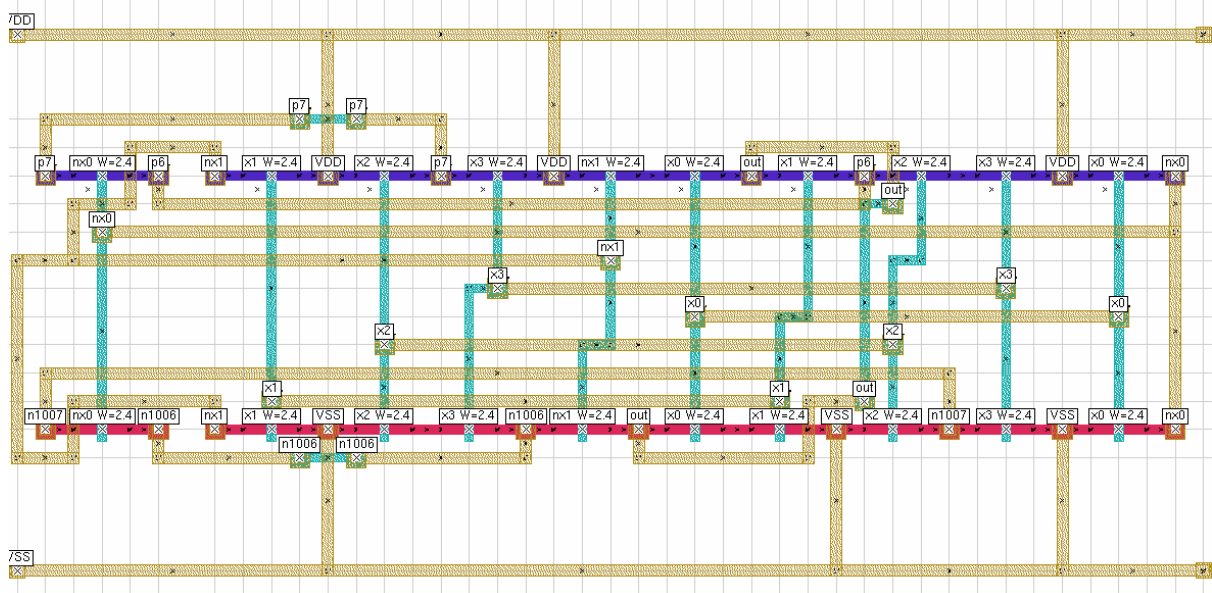 VDD
p7 p7
p7 nx0 W=2.4 p6 nx1 x1 W=2.4 VDD x2 W=2.4 p7 x3 W=2.4 VDD nx1 W=2.4 x0 W=2.4 out x1 W=2.4 p6 x2 W=2.4 x3 W=2.4 VDD x0 W=2.4 nx0
out
nx0
nx1
x3 x3
x0 x0
x2 x2
x1 x1 out
n1007 nx0 W=2.4 n1006 nx1 x1 W=2.4 VSS x2 W=2.4 x3 W=2.4 n1006 nx1 W=2.4 out x0 W=2.4 x1 W=2.4 VSS x2 W=2.4 n1007 x3 W=2.4 VSS x0 W=2.4 nx0
n1006 n1006
VSS